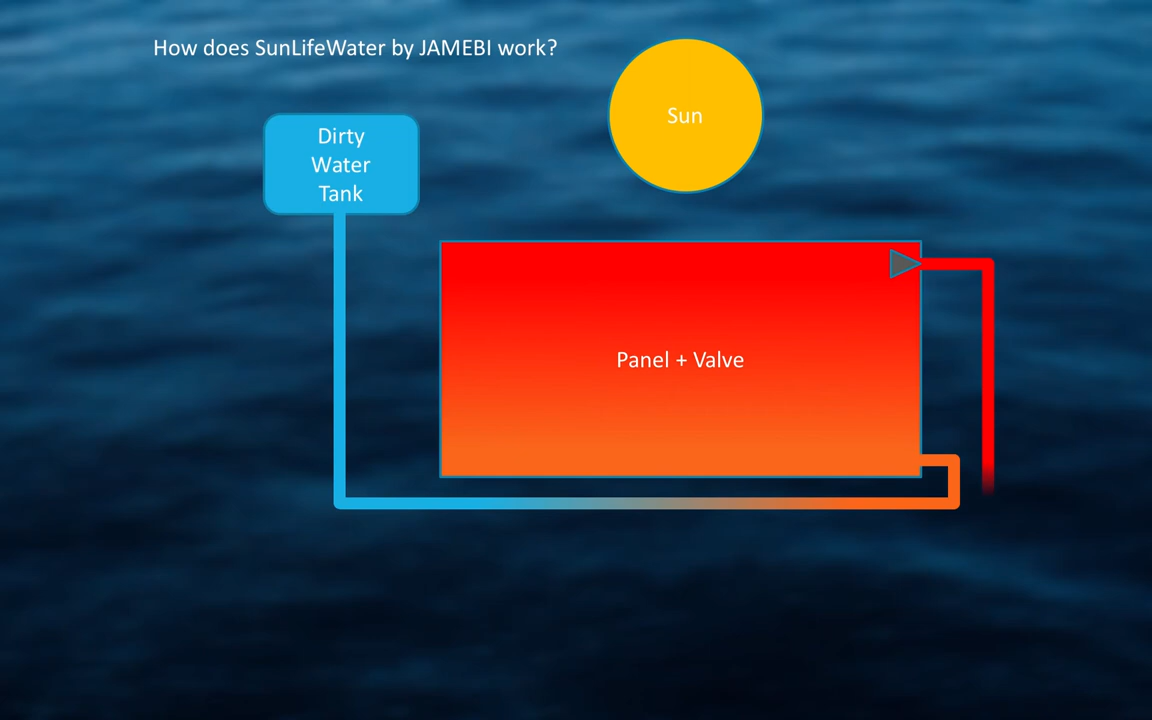 How does SunLifeWater by JAMEBI work?
Sun
Dirty
Water
Tank
Panel + Valve